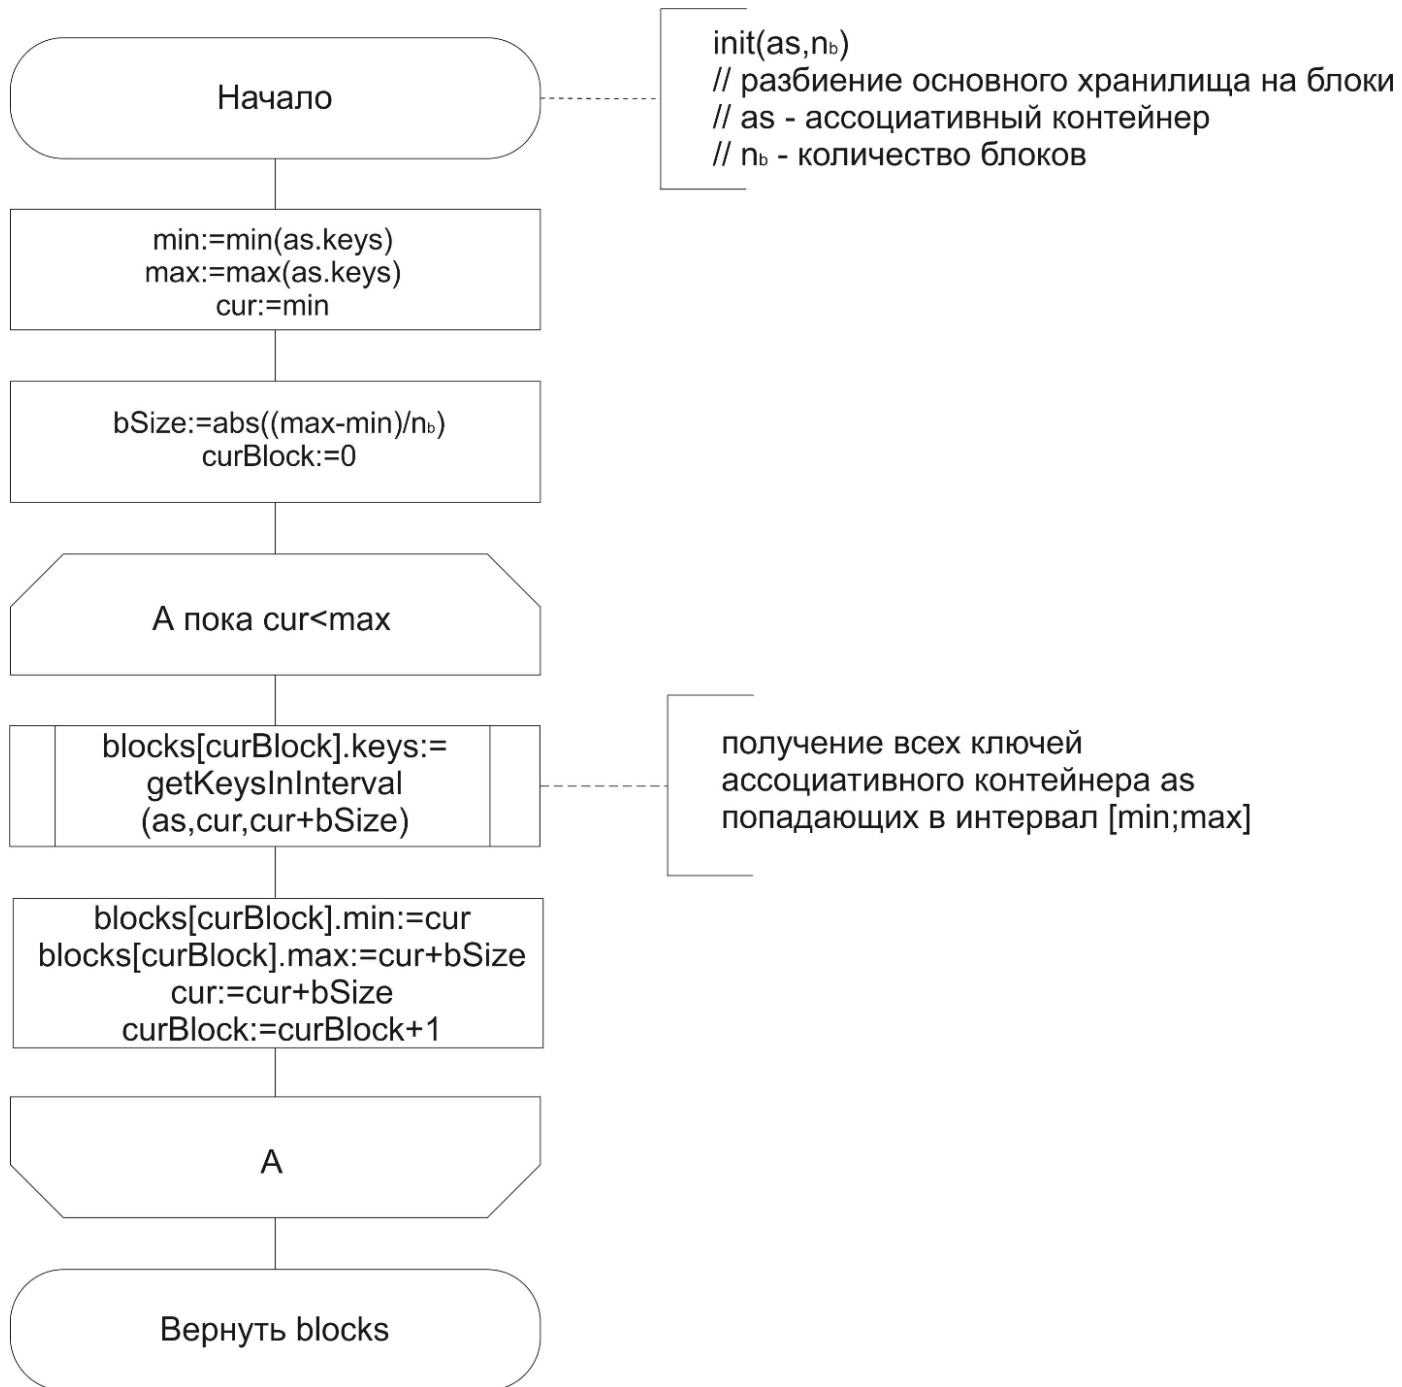 Начало
init(as,nb)
// разбиение основного хранилища на блоки
// as - ассоциативный контейнер
// nb - количество блоков
min:=min(as.keys)
max:=max(as.keys)
cur:=min
bSize:=abs((max-min)/nb)
curBlock:=0
А пока cur<max
blocks[curBlock].keys:=
getKeysInInterval
(as,cur,cur+bSize)
получение всех ключей
ассоциативного контейнера as
попадающих в интервал [min;max]
blocks[curBlock].min:=cur
blocks[curBlock].max:=cur+bSize
cur:=cur+bSize
curBlock:=curBlock+1
А
Вернуть blocks